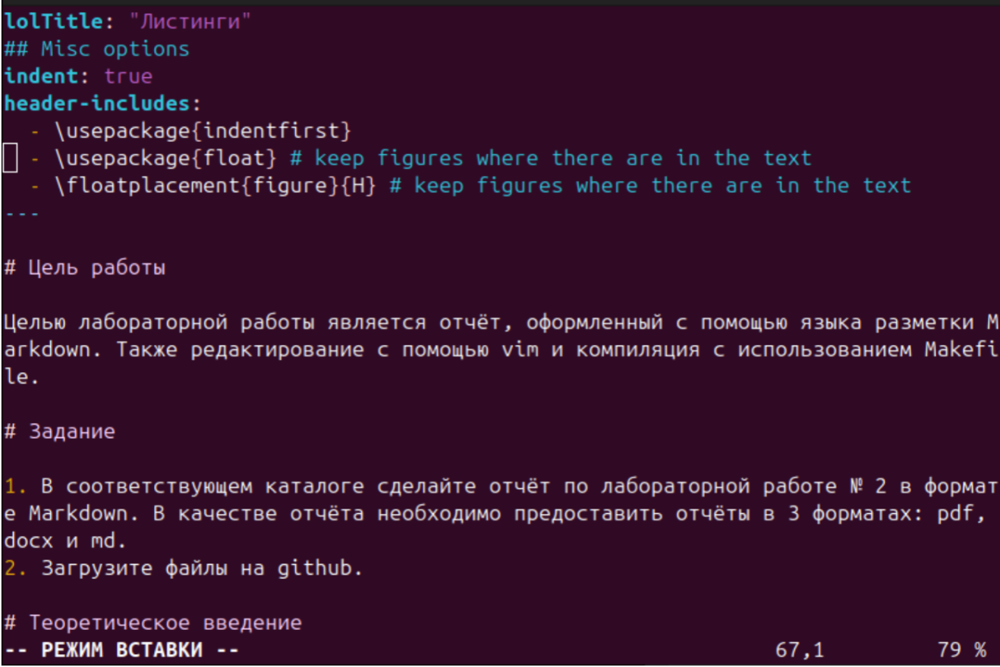 lolTitle: "Листинги"
## Misc options
indent: true
header-includes:
  - \usepackage{indentfirst}
  - \usepackage{float} # keep figures where there are in the text
  - \floatplacement{figure}{H} # keep figures where there are in the text
---
# Цель работы
Целью лабораторной работы является отчёт, оформленный с помощью языка разметки M
arkdown. Также редактирование с помощью vim и компиляция с использованием Makefi
le.
# Задание
1. В соответствующем каталоге сделайте отчёт по лабораторной работе № 2 в формат
е Markdown. В качестве отчёта необходимо предоставить отчёты в 3 форматах: pdf,
docx и md.
2. Загрузите файлы на github.
# Теоретическое введение
-- РЕЖИМ ВСТАВКИ -- 67,1 79 %